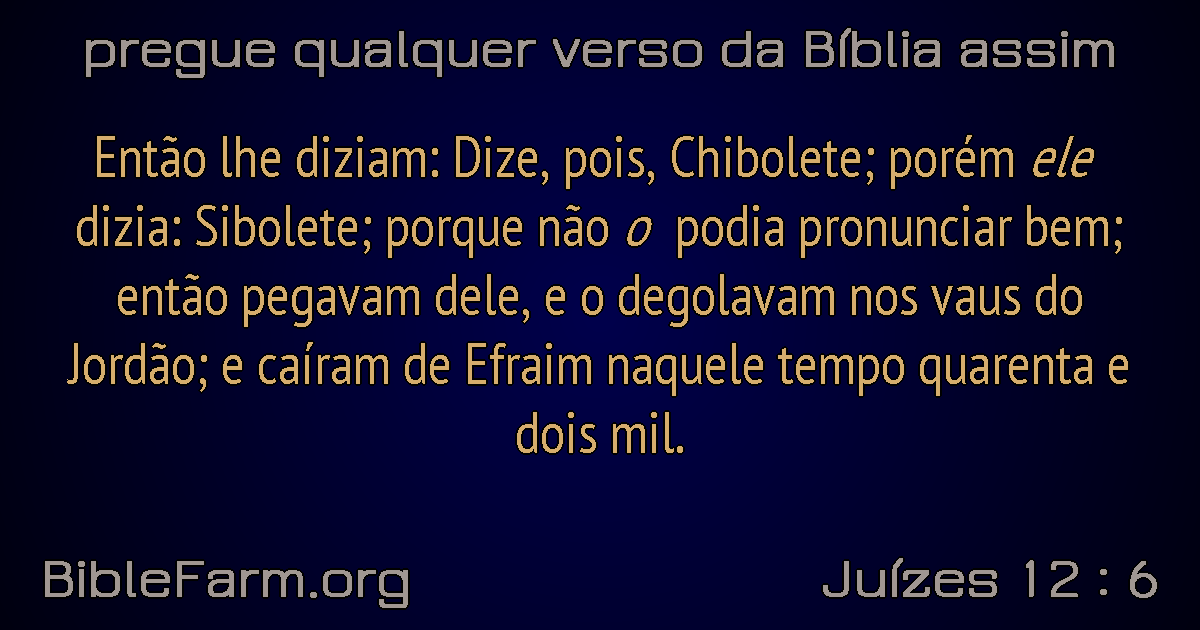 pregue qualquer verso da Bíblia assim
Então lhe diziam: Dize, pois, Chibolete; porém ele
dizia: Sibolete; porque não o podia pronunciar bem;
então pegavam dele, e o degolavam nos vaus do
Jordão; e caíram de Efraim naquele tempo quarenta e
dois mil.
BibleFarm.org
Juízes 12 : 6